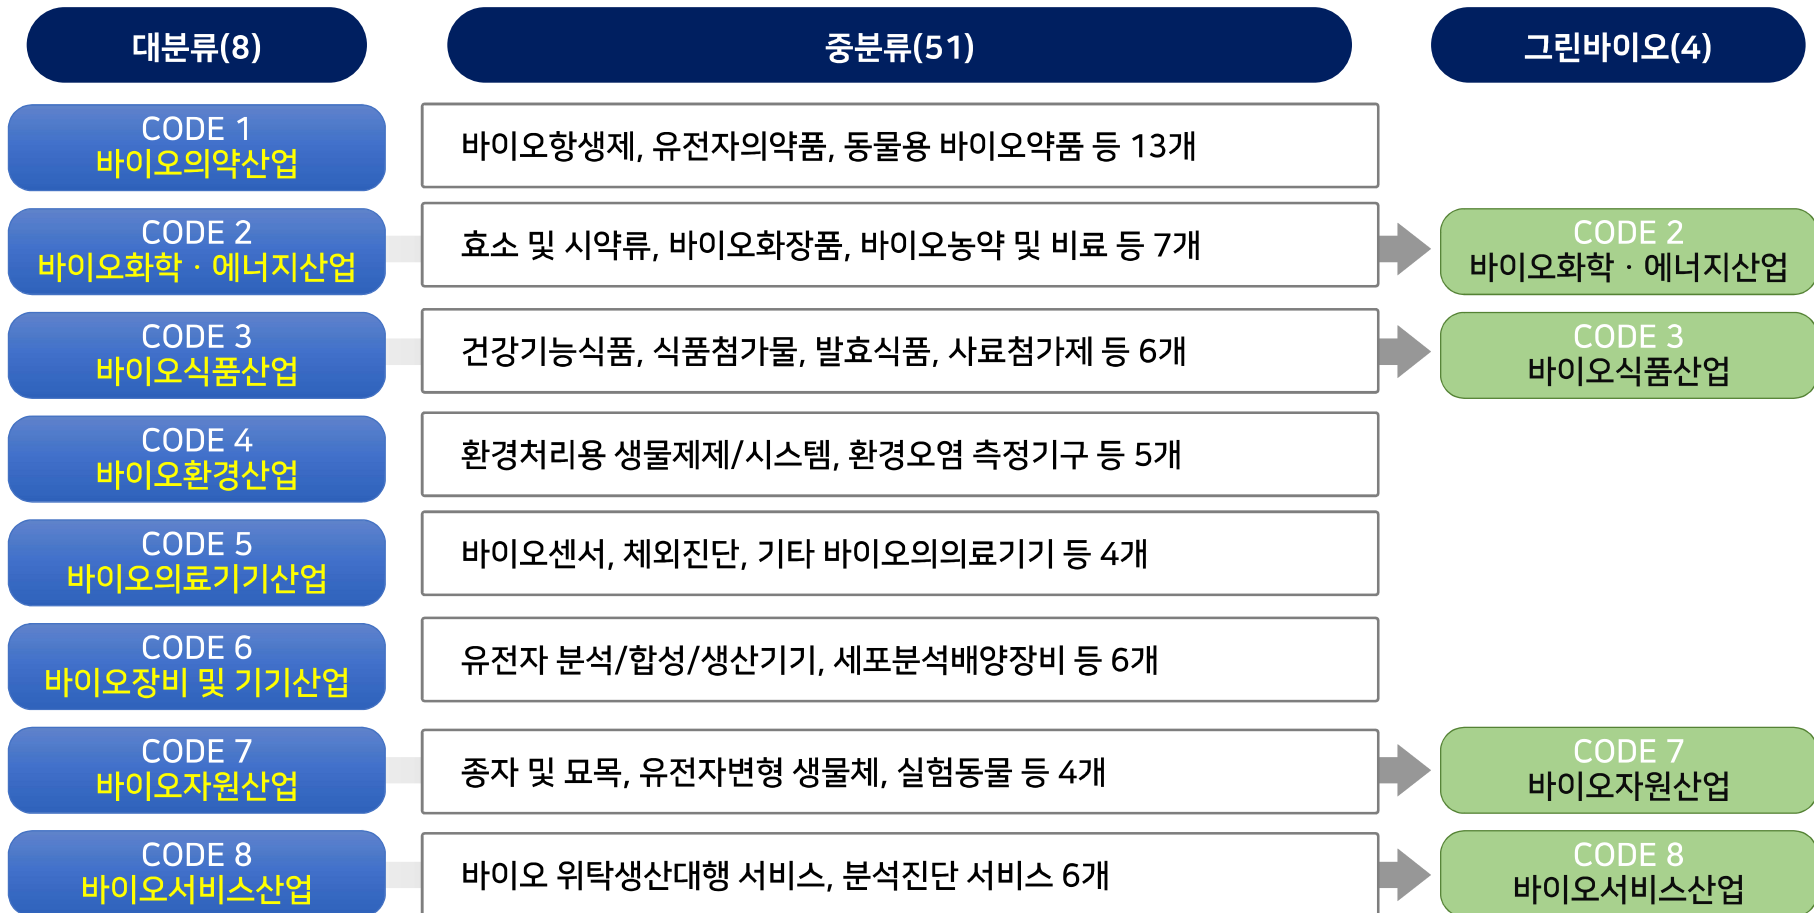 대분류(8)
중분류(51)
그린바이오(4)
CODE 1
바이오의약산업
바이오항생제, 유전자의약품, 동물용 바이오약품 등 13개
CODE 2
바이오화학 · 에너지산업
효소 및 시약류, 바이오화장품, 바이오농약 및 비료 등 7개
CODE 2
바이오화학 · 에너지산업
CODE 3
바이오식품산업
건강기능식품, 식품첨가물, 발효식품, 사료첨가제 등 6개
CODE 3
바이오식품산업
CODE 4
바이오환경산업
환경처리용 생물제제/시스템, 환경오염 측정기구 등 5개
CODE 5
바이오의료기기산업
바이오센서, 체외진단, 기타 바이오의의료기기 등 4개
CODE 6
바이오장비 및 기기산업
유전자 분석/합성/생산기기, 세포분석배양장비 등 6개
CODE 7
바이오자원산업
종자 및 묘목, 유전자변형 생물체, 실험동물 등 4개
CODE 7
바이오자원산업
CODE 8
바이오서비스산업
바이오 위탁생산대행 서비스, 분석진단 서비스 6개
CODE 8
바이오서비스산업